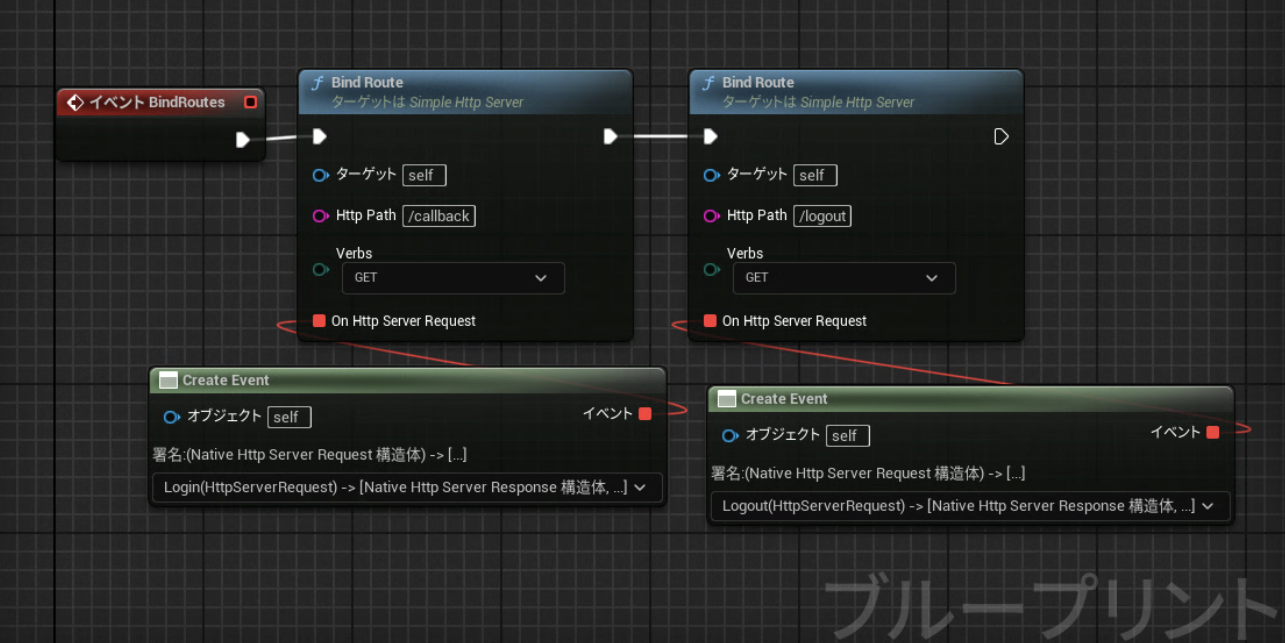 イベント BindRoutes
Bind Route
ターゲットは Simple Http Server
ターゲット self
Http Path /callback
Verbs
GET
On Http Server Request
Bind Route
ターゲットは Simple Http Server
ターゲット self
Http Path /logout
Verbs
GET
On Http Server Request
Create Event
オブジェクト self
イベント
署名:(Native Http Server Request 構造体) -> [...]
Login(HttpServerRequest) -> [Native Http Server Response 構造体, ...]
Create Event
オブジェクト self
イベント
署名:(Native Http Server Request 構造体) -> [...]
Logout(HttpServerRequest) -> [Native Http Server Response 構造体, ...]
ブループリント